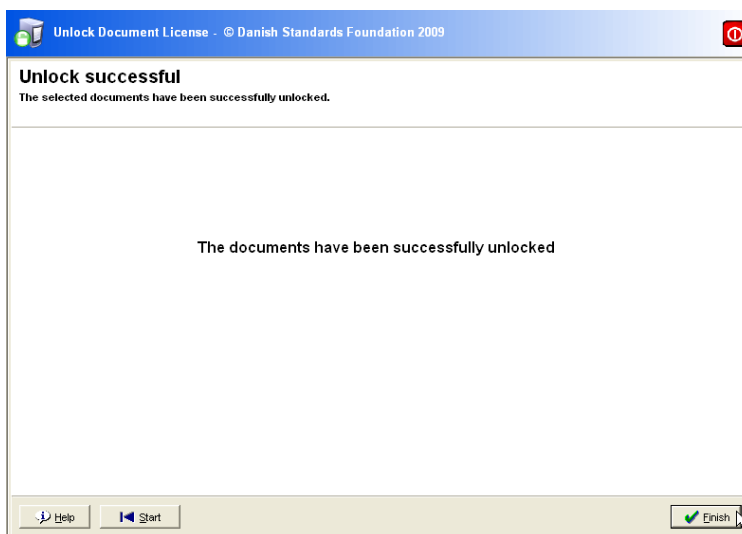 Unlock Document License - © Danish Standards Foundation 2009
Unlock successful
The selected documents have been successfully unlocked.
The documents have been successfully unlocked
Help Start Finish